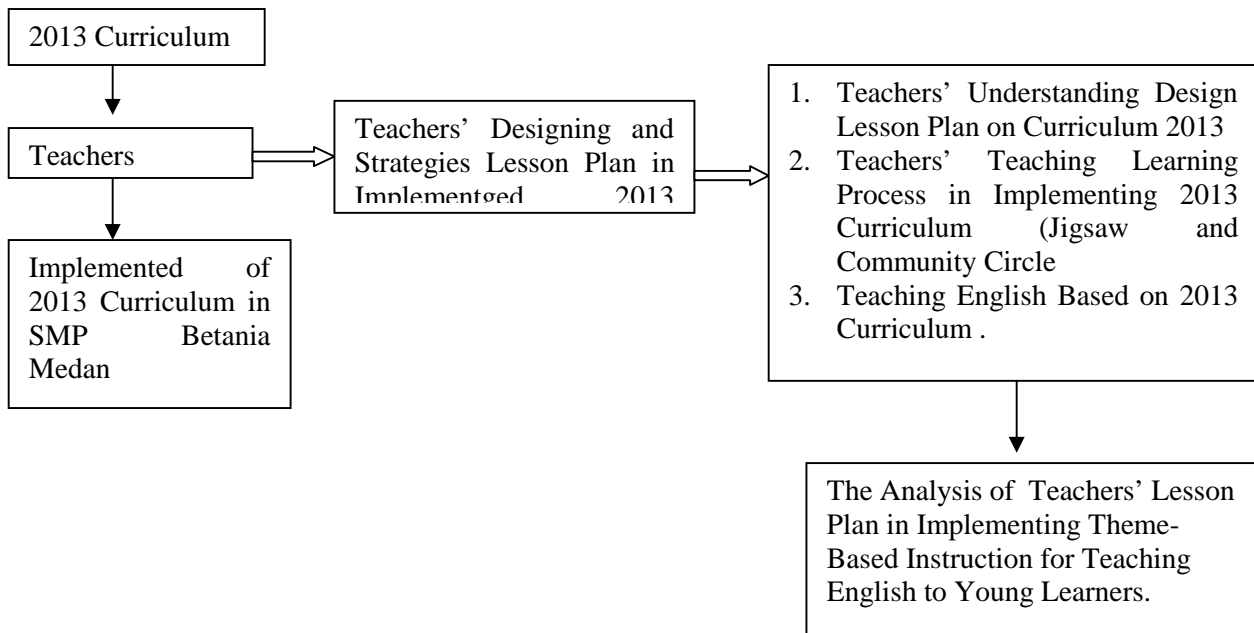 2013 Curriculum
Teachers
Implemented of
2013 Curriculum in
SMP Betania
Medan
Teachers’ Designing and
Strategies Lesson Plan in
Implementged 2013
1. Teachers’ Understanding Design
Lesson Plan on Curriculum 2013
2. Teachers’ Teaching Learning
Process in Implementing 2013
Curriculum (Jigsaw and
Community Circle
3. Teaching English Based on 2013
Curriculum .
The Analysis of Teachers’ Lesson
Plan in Implementing Theme-
Based Instruction for Teaching
English to Young Learners.